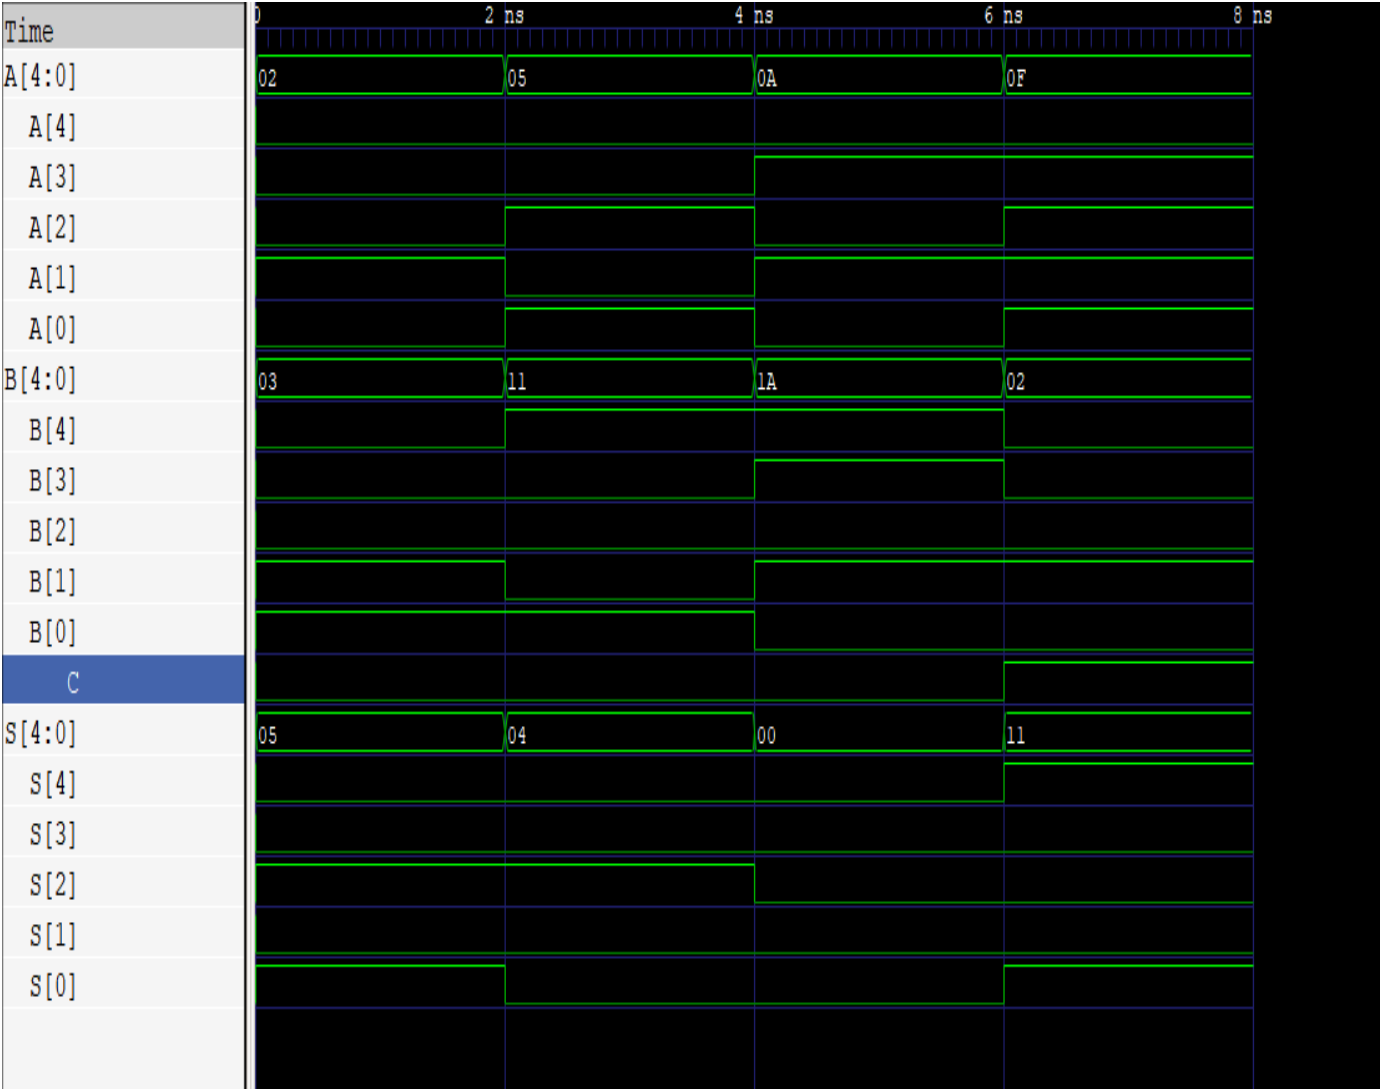 Time 0 2 ns 4 ns 6 ns 8 ns
A[4:0] 02 05 0A 0F
A[4]
A[3]
A[2]
A[1]
A[0]
B[4:0] 03 11 1A 02
B[4]
B[3]
B[2]
B[1]
B[0]
C
S[4:0] 05 04 00 11
S[4]
S[3]
S[2]
S[1]
S[0]